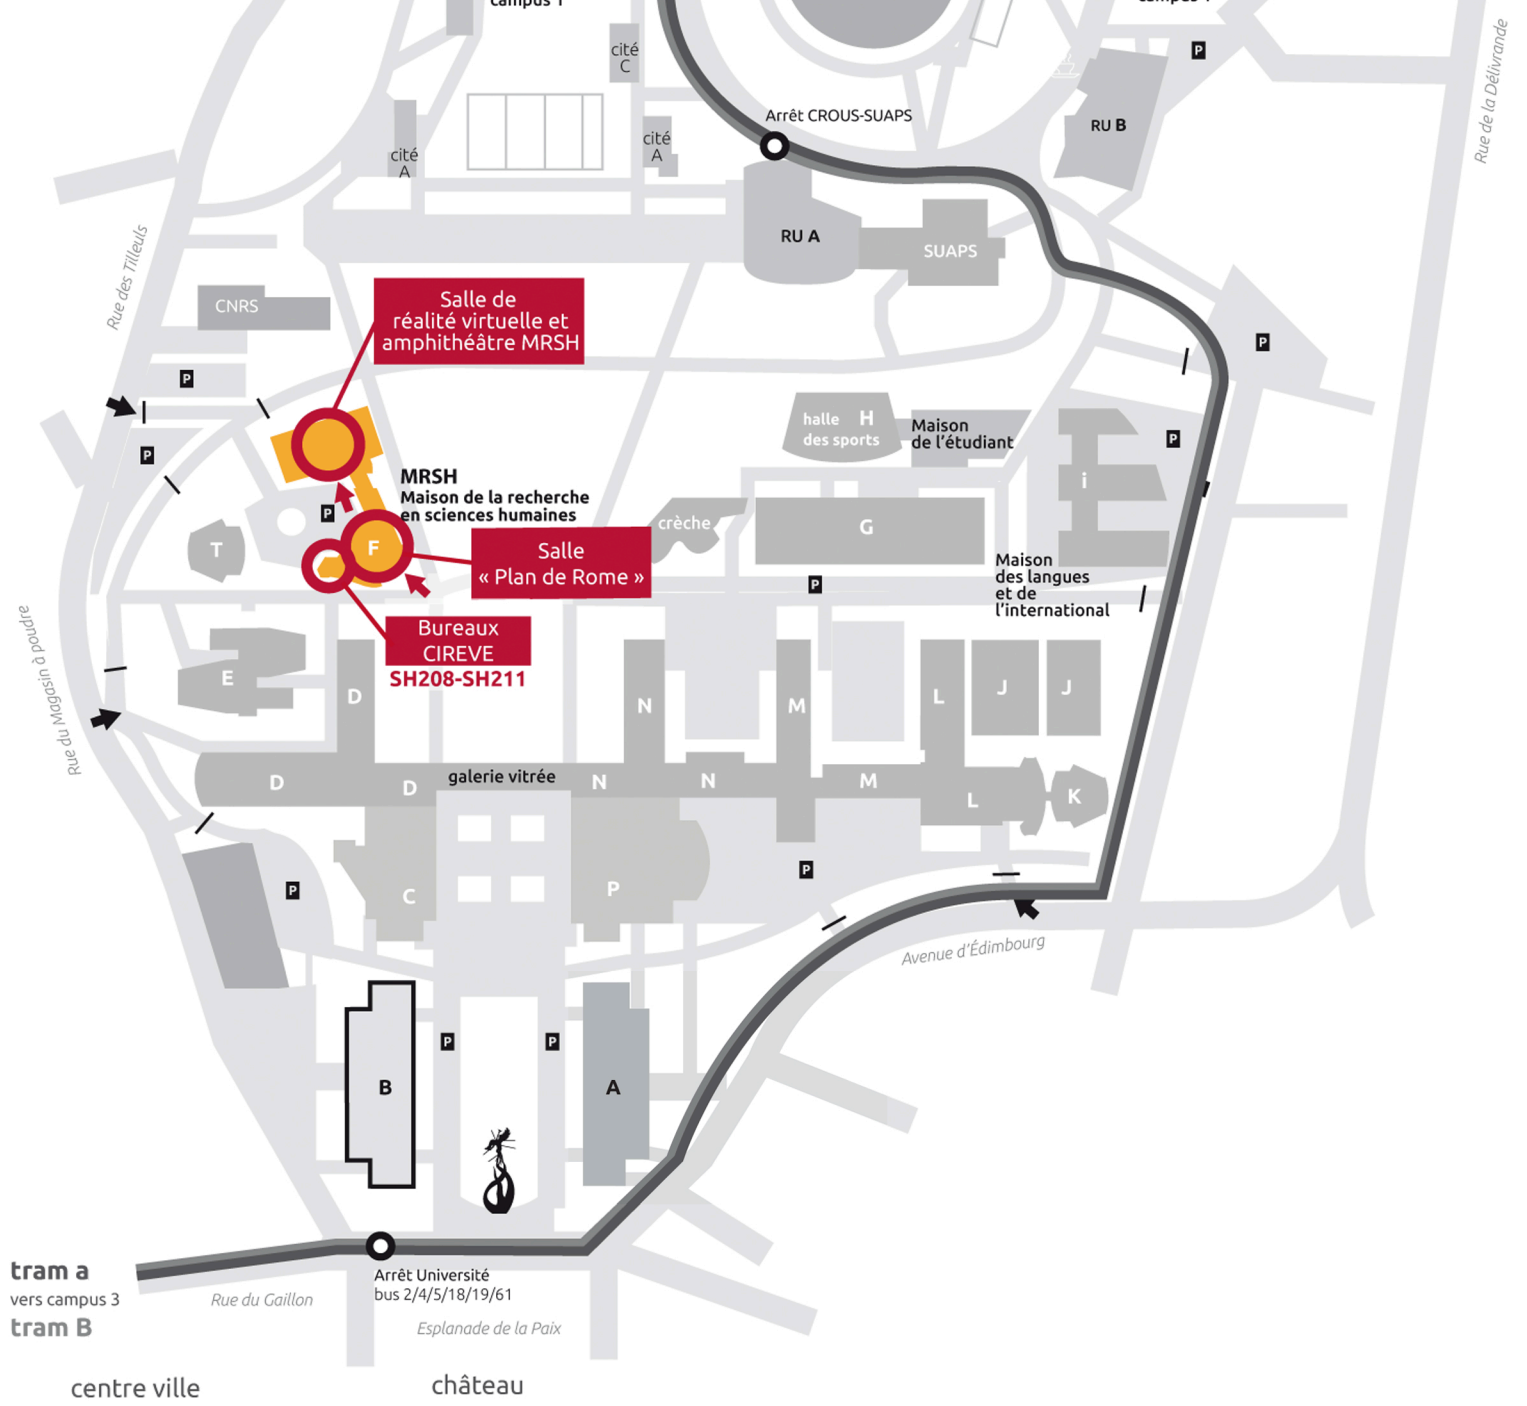 campus 1
campus 1
cité
C
P
Rue de la Délivrande
Arrêt CROUS-SUAPS
RU B
cité
A
cité
A
RU A
SUAPS
Rue des Tilleuls
CNRS
Salle de
réalité virtuelle et
amphithéâtre MRSH
P
P
halle H
des sports
Maison
de l'étudiant
P
P
MRSH
Maison de la recherche
en sciences humaines
i
P
crèche
G
T
F
Salle
« Plan de Rome »
Maison
des langues
et de
l'international
P
Rue du Magasin à poudre
Bureaux
CIREVE
SH208-SH211
E
D
N
M
L
J
J
D
D
galerie vitrée
N
N
M
L
K
P
P
C
P
Avenue d'Édimbourg
P
P
B
A
tram a
vers campus 3
tram B
Arrêt Université
bus 2/4/5/18/19/61
Rue du Gaillon
Esplanade de la Paix
centre ville
château